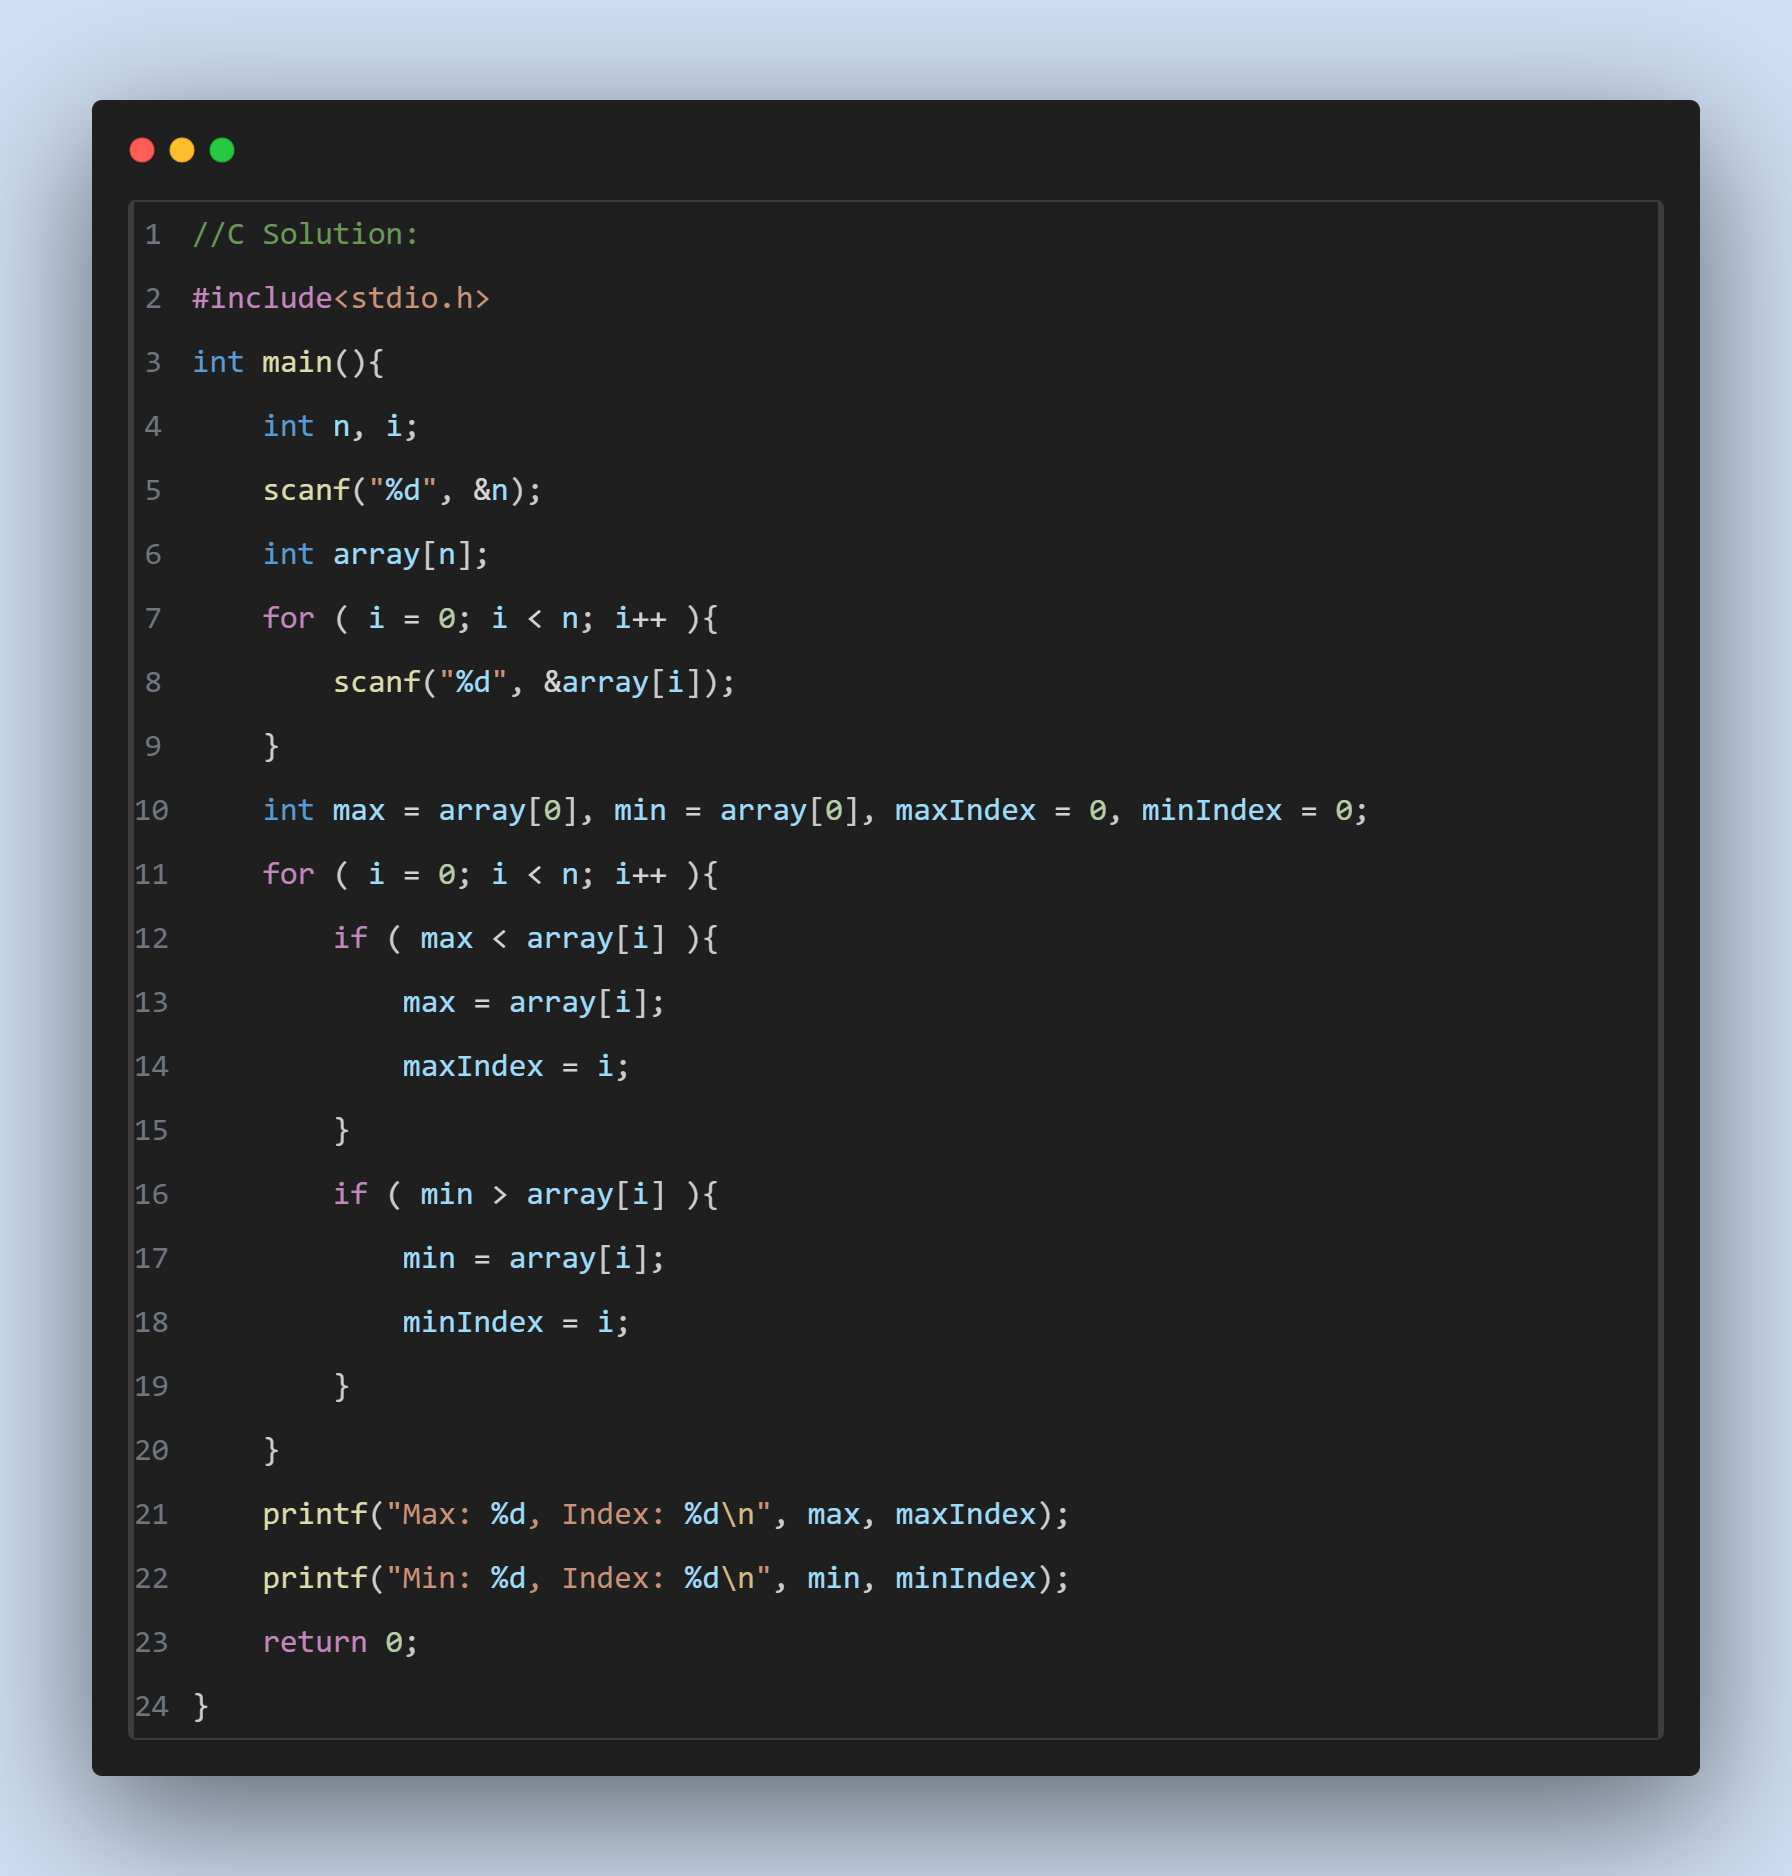 1 //C Solution:
2 #include<stdio.h>
3 int main(){
4     int n, i;
5     scanf("%d", &n);
6     int array[n];
7     for ( i = 0; i < n; i++ ){
8         scanf("%d", &array[i]);
9     }
10     int max = array[0], min = array[0], maxIndex = 0, minIndex = 0;
11     for ( i = 0; i < n; i++ ){
12         if ( max < array[i] ){
13             max = array[i];
14             maxIndex = i;
15         }
16         if ( min > array[i] ){
17             min = array[i];
18             minIndex = i;
19         }
20     }
21     printf("Max: %d, Index: %d\n", max, maxIndex);
22     printf("Min: %d, Index: %d\n", min, minIndex);
23     return 0;
24 }